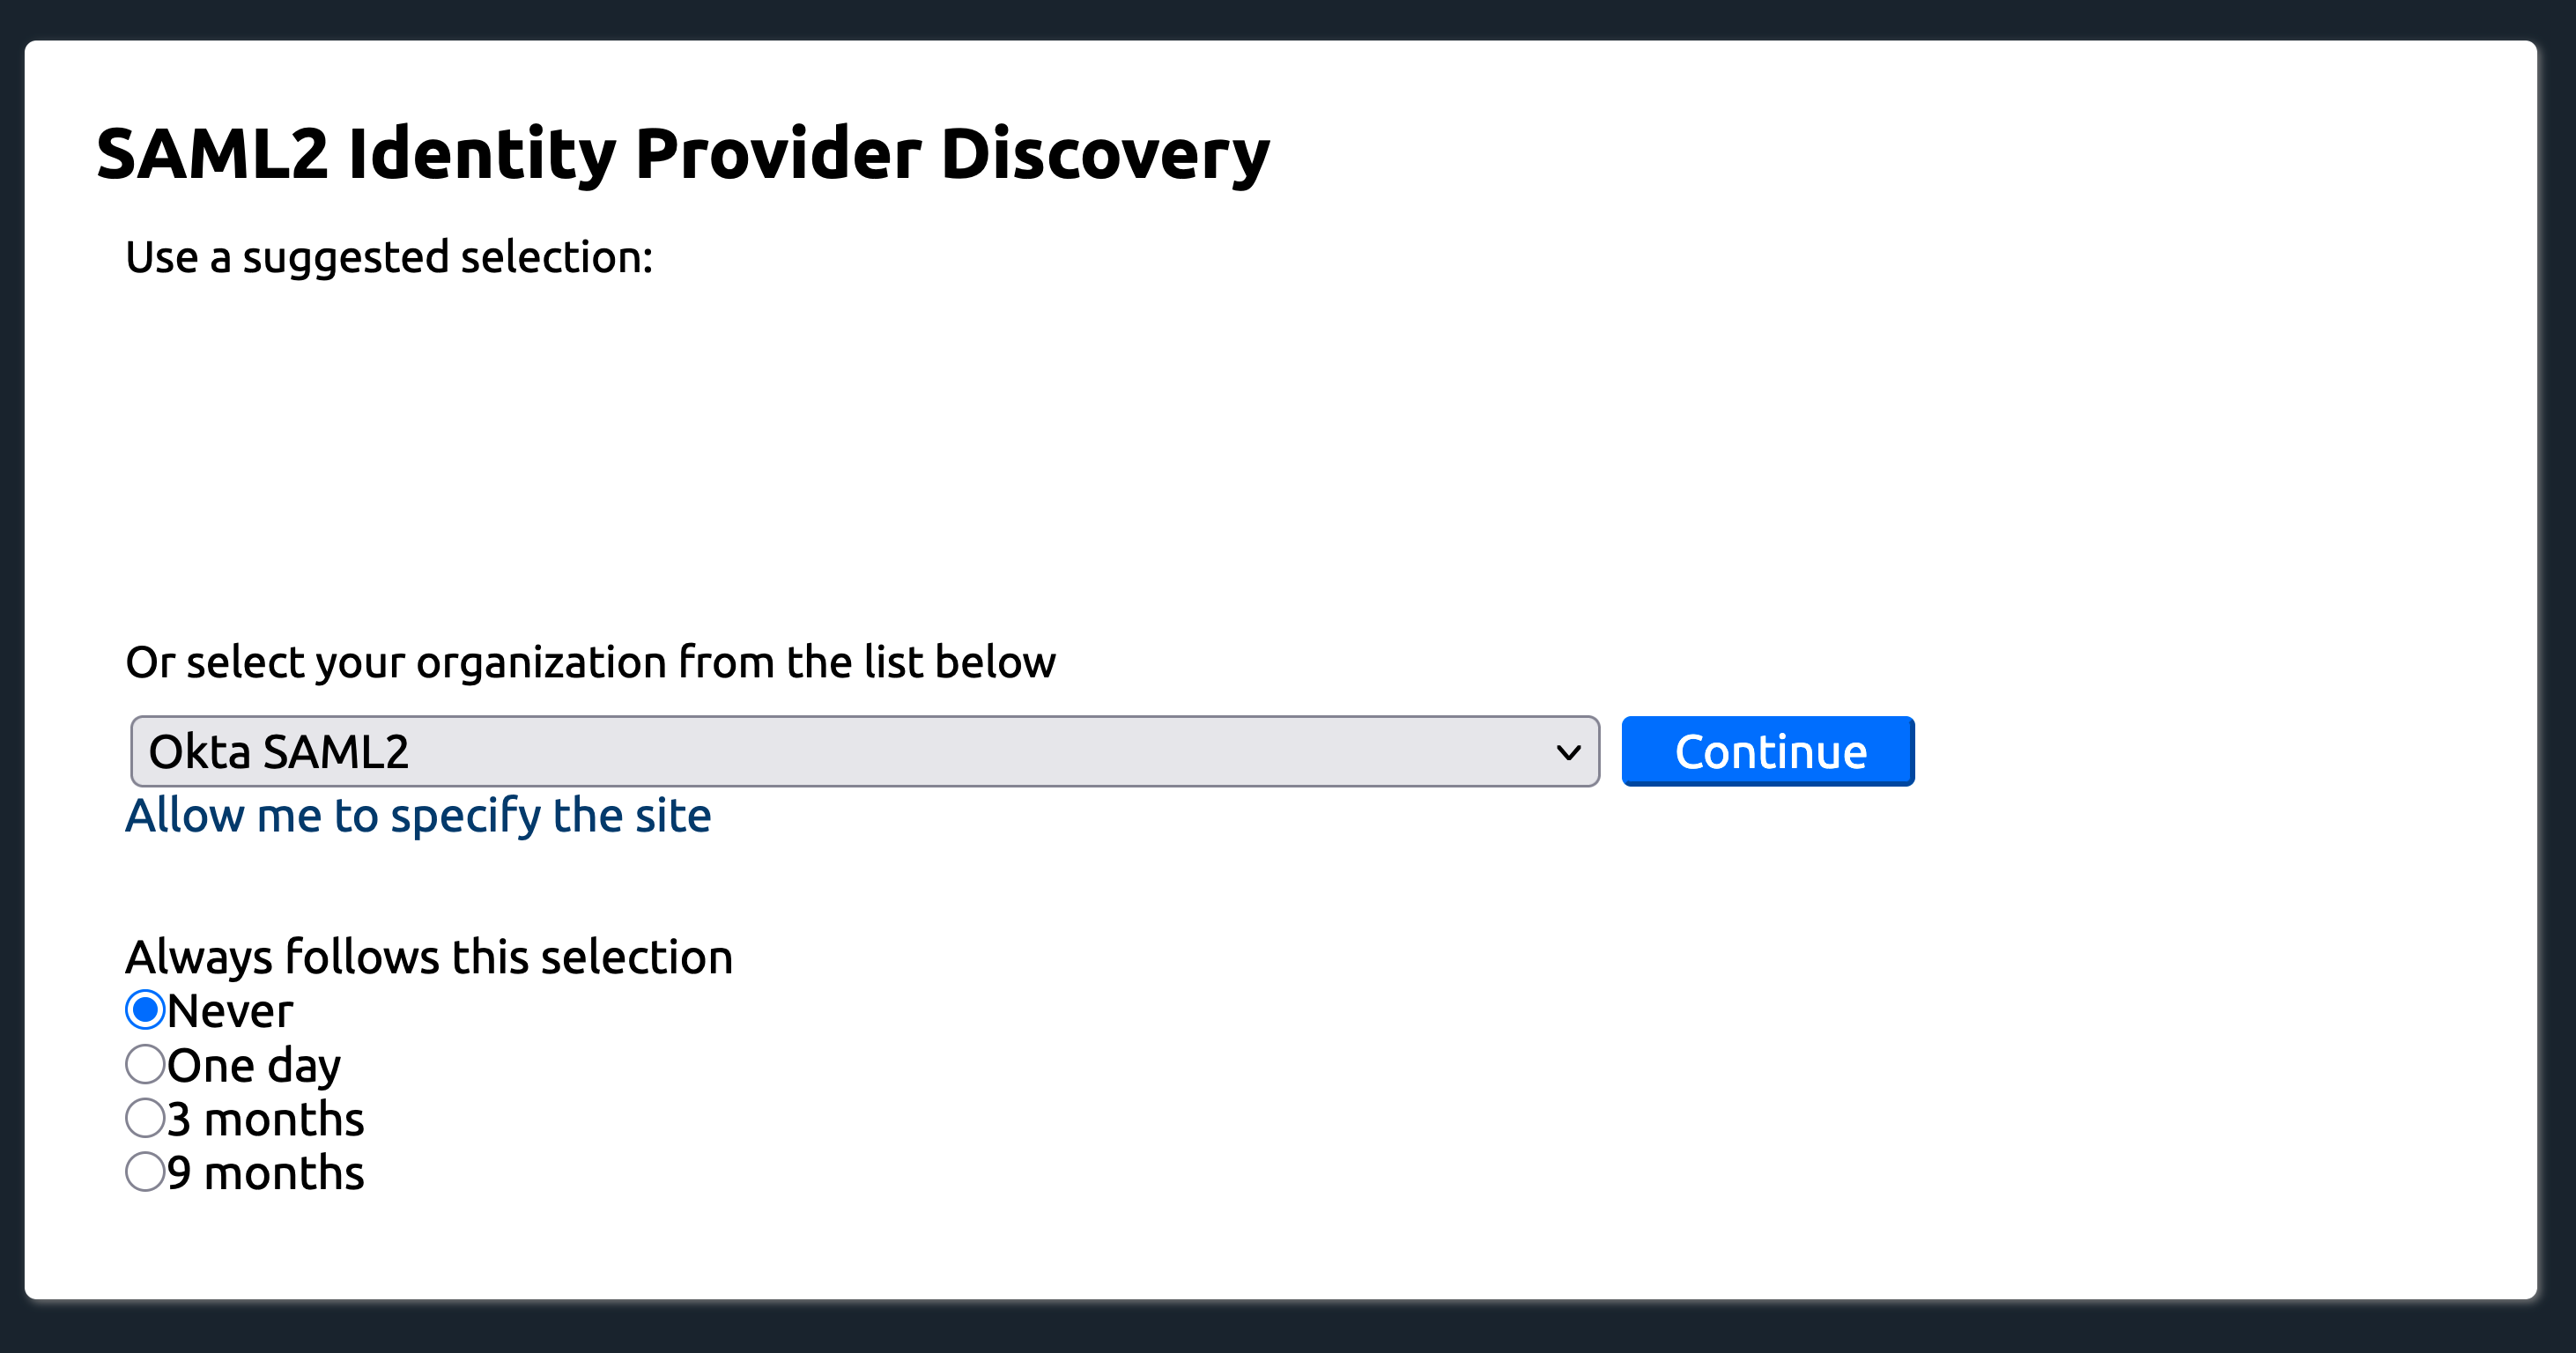 SAML2 Identity Provider Discovery
Use a suggested selection:
Or select your organization from the list below
Okta SAML2
Continue
Allow me to specify the site
Always follows this selection
Never
One day
3 months
9 months